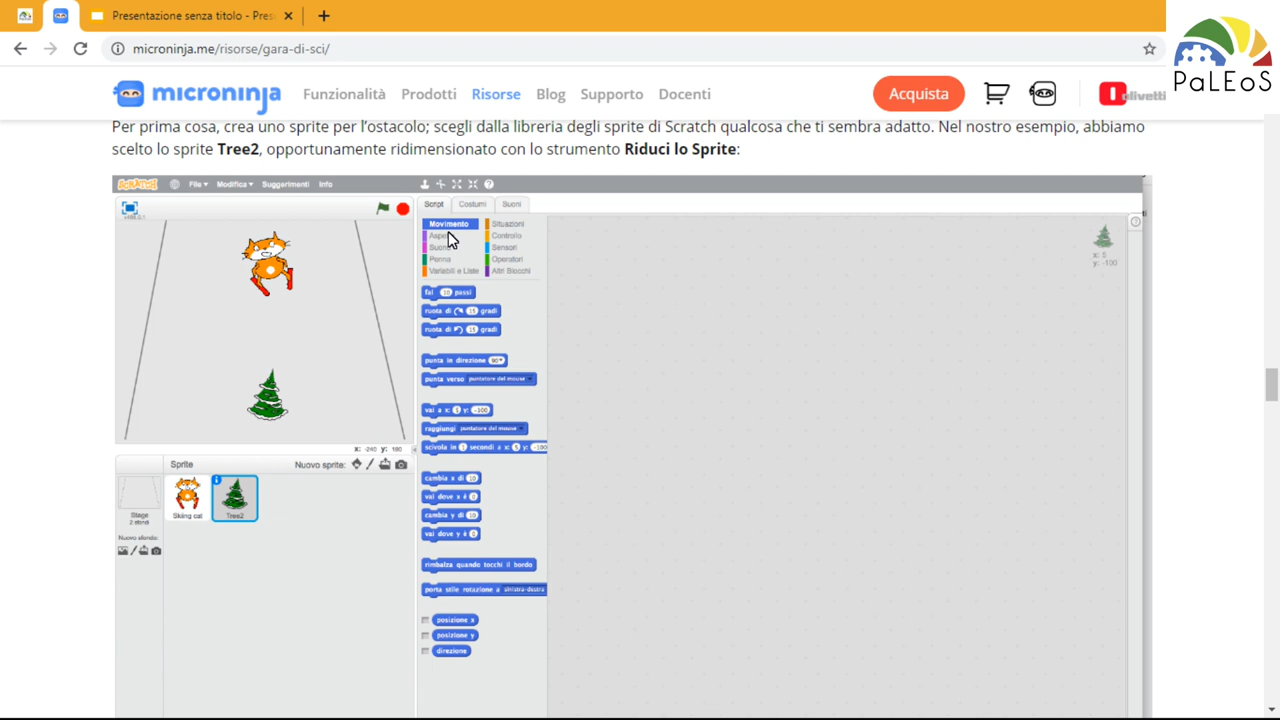 Presentazione senza titolo - Pres
microninja.me/risorse/gara-di-sci/
PaLEoS
microninja
Funzionalità Prodotti Risorse Blog Supporto Docenti
Acquista
olivetti
Per prima cosa, crea uno sprite per l'ostacolo; scegli dalla libreria degli sprite di Scratch qualcosa che ti sembra adatto. Nel nostro esempio, abbiamo
scelto lo sprite Tree2, opportunamente ridimensionato con lo strumento Riduci lo Sprite:
SCRATCH File Modifica Suggerimenti Info
Script Costumi Suoni
Movimento Situazioni
Controllo
Sensori
Penna Operatori
Variabili e Liste Altri Blocchi
fai 10 passi
ruota di 15 gradi
ruota di 15 gradi
punta in direzione 90
punta verso puntatore del mouse
vai a x: 5 y: -100
raggiungi puntatore del mouse
scivola in 1 secondi a x: 5 y: -100
cambia x di 10
vai dove x è 0
cambia y di 10
vai dove y è 0
rimbalza quando tocchi il bordo
porta stile rotazione a sinistra-destra
posizione x
posizione y
direzione
x: 5
y: -100
x: -240 y: 180
Sprite Nuovo sprite:
Stage
2 sfondi
Nuovo sfondo:
Skiing cat
Tree2